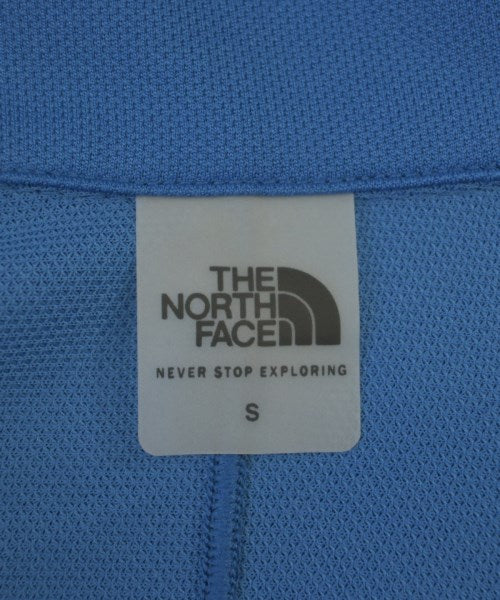 THE
NORTH
FACE
NEVER STOP EXPLORING
S